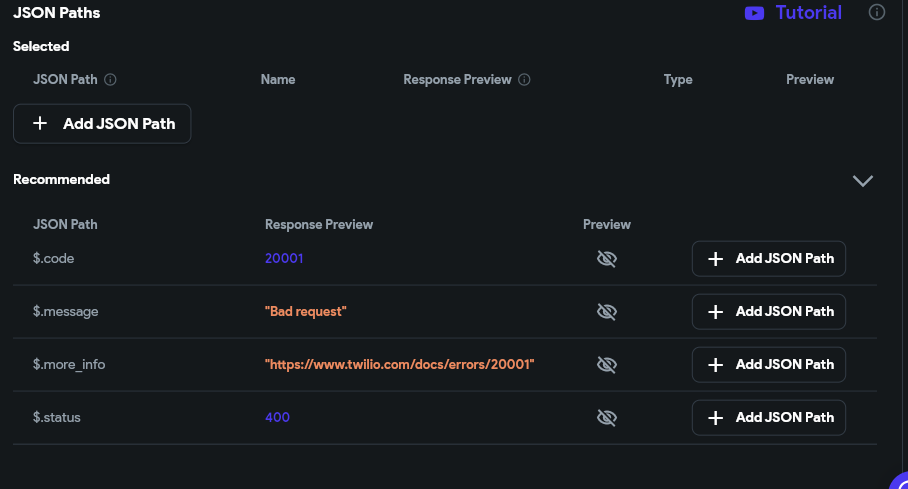 JSON Paths
Tutorial
Selected
JSON Path Name Response Preview Type Preview
+ Add JSON Path
Recommended
JSON Path Response Preview Preview
$.code 20001 + Add JSON Path
$.message "Bad request" + Add JSON Path
$.more_info "https://www.twilio.com/docs/errors/20001" + Add JSON Path
$.status 400 + Add JSON Path